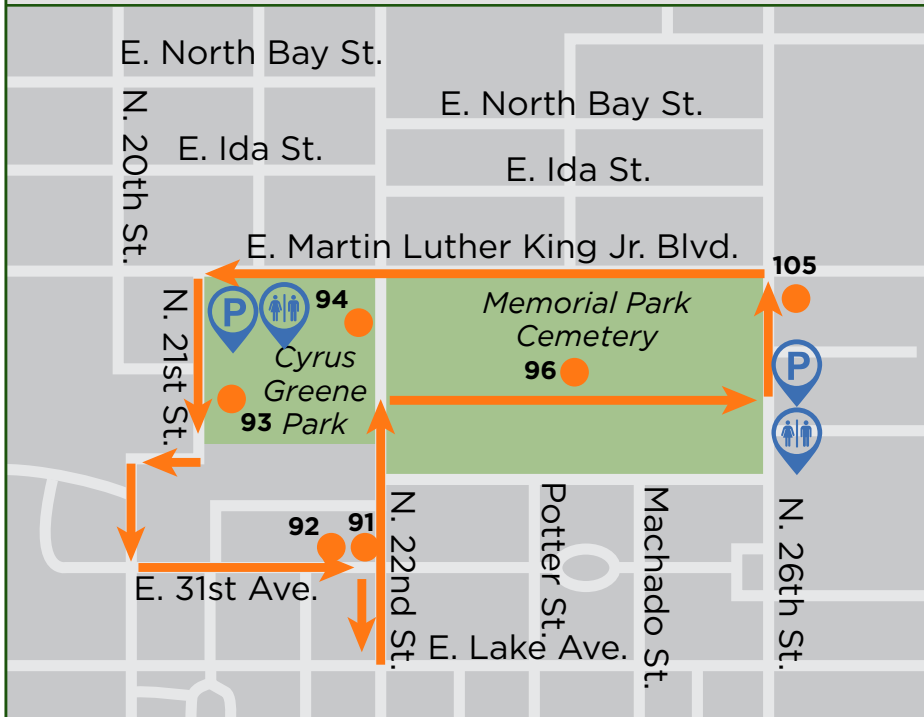 E. North Bay St.
E. North Bay St.
N. 20th St.
E. Ida St.
E. Ida St.
E. Martin Luther King Jr. Blvd.
105
N. 21st St.
P
94
Memorial Park
Cemetery
Cyrus
Greene
Park
96
P
93
92
91
N. 22nd St.
Potter St.
Machado St.
N. 26th St.
E. 31st Ave.
E. Lake Ave.